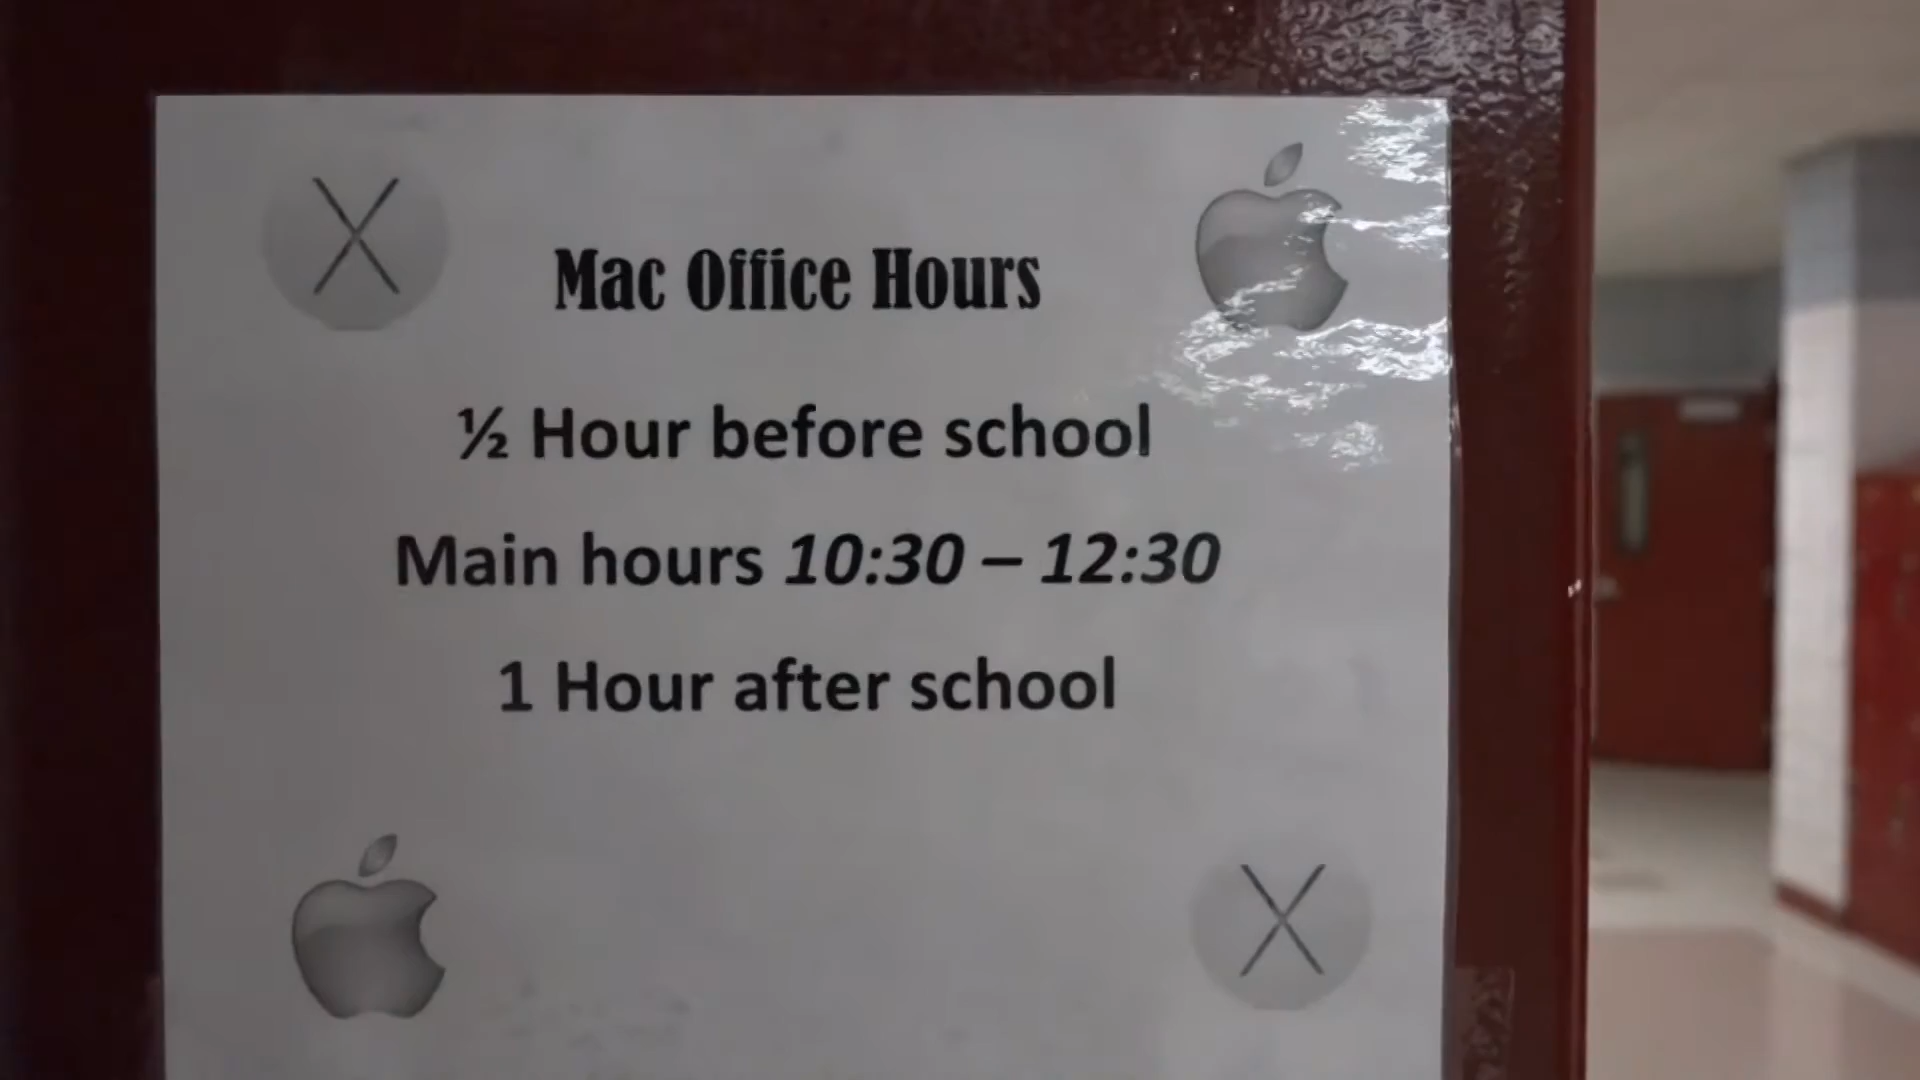 Mac Office Hours
½ Hour before school
Main hours 10:30 – 12:30
1 Hour after school